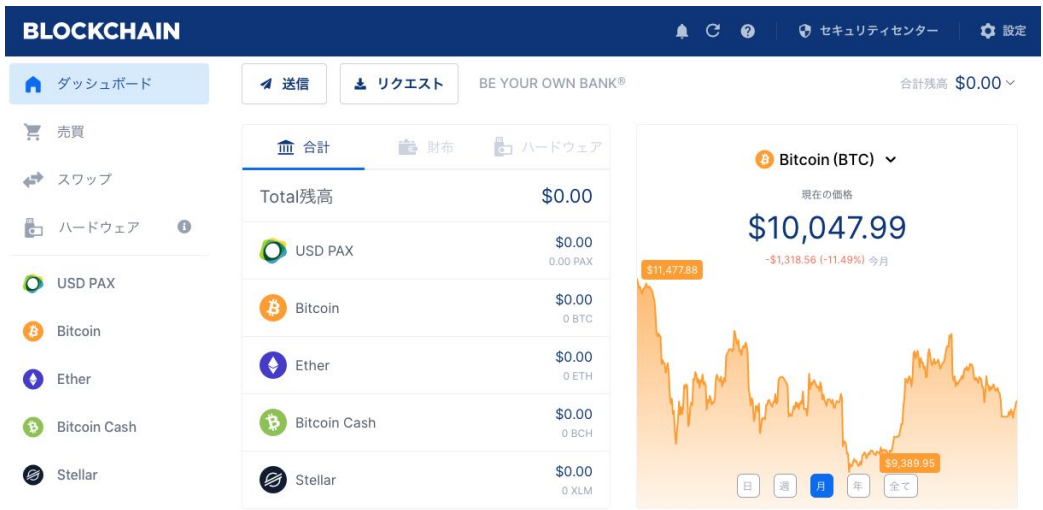 BLOCKCHAIN
セキュリティセンター
設定
ダッシュボード
売買
スワップ
ハードウェア
USD PAX
Bitcoin
Ether
Bitcoin Cash
Stellar
送信
リクエスト
BE YOUR OWN BANK®
合計残高 $0.00
合計
財布
ハードウェア
Total残高 $0.00
USD PAX $0.00
0.00 PAX
Bitcoin $0.00
0 BTC
Ether $0.00
0 ETH
Bitcoin Cash $0.00
0 BCH
Stellar $0.00
0 XLM
Bitcoin (BTC)
現在の価格
$10,047.99
-$1,318.56 (-11.49%) 今月
$11,477.88
$9,389.95
日 週 月 年 全て